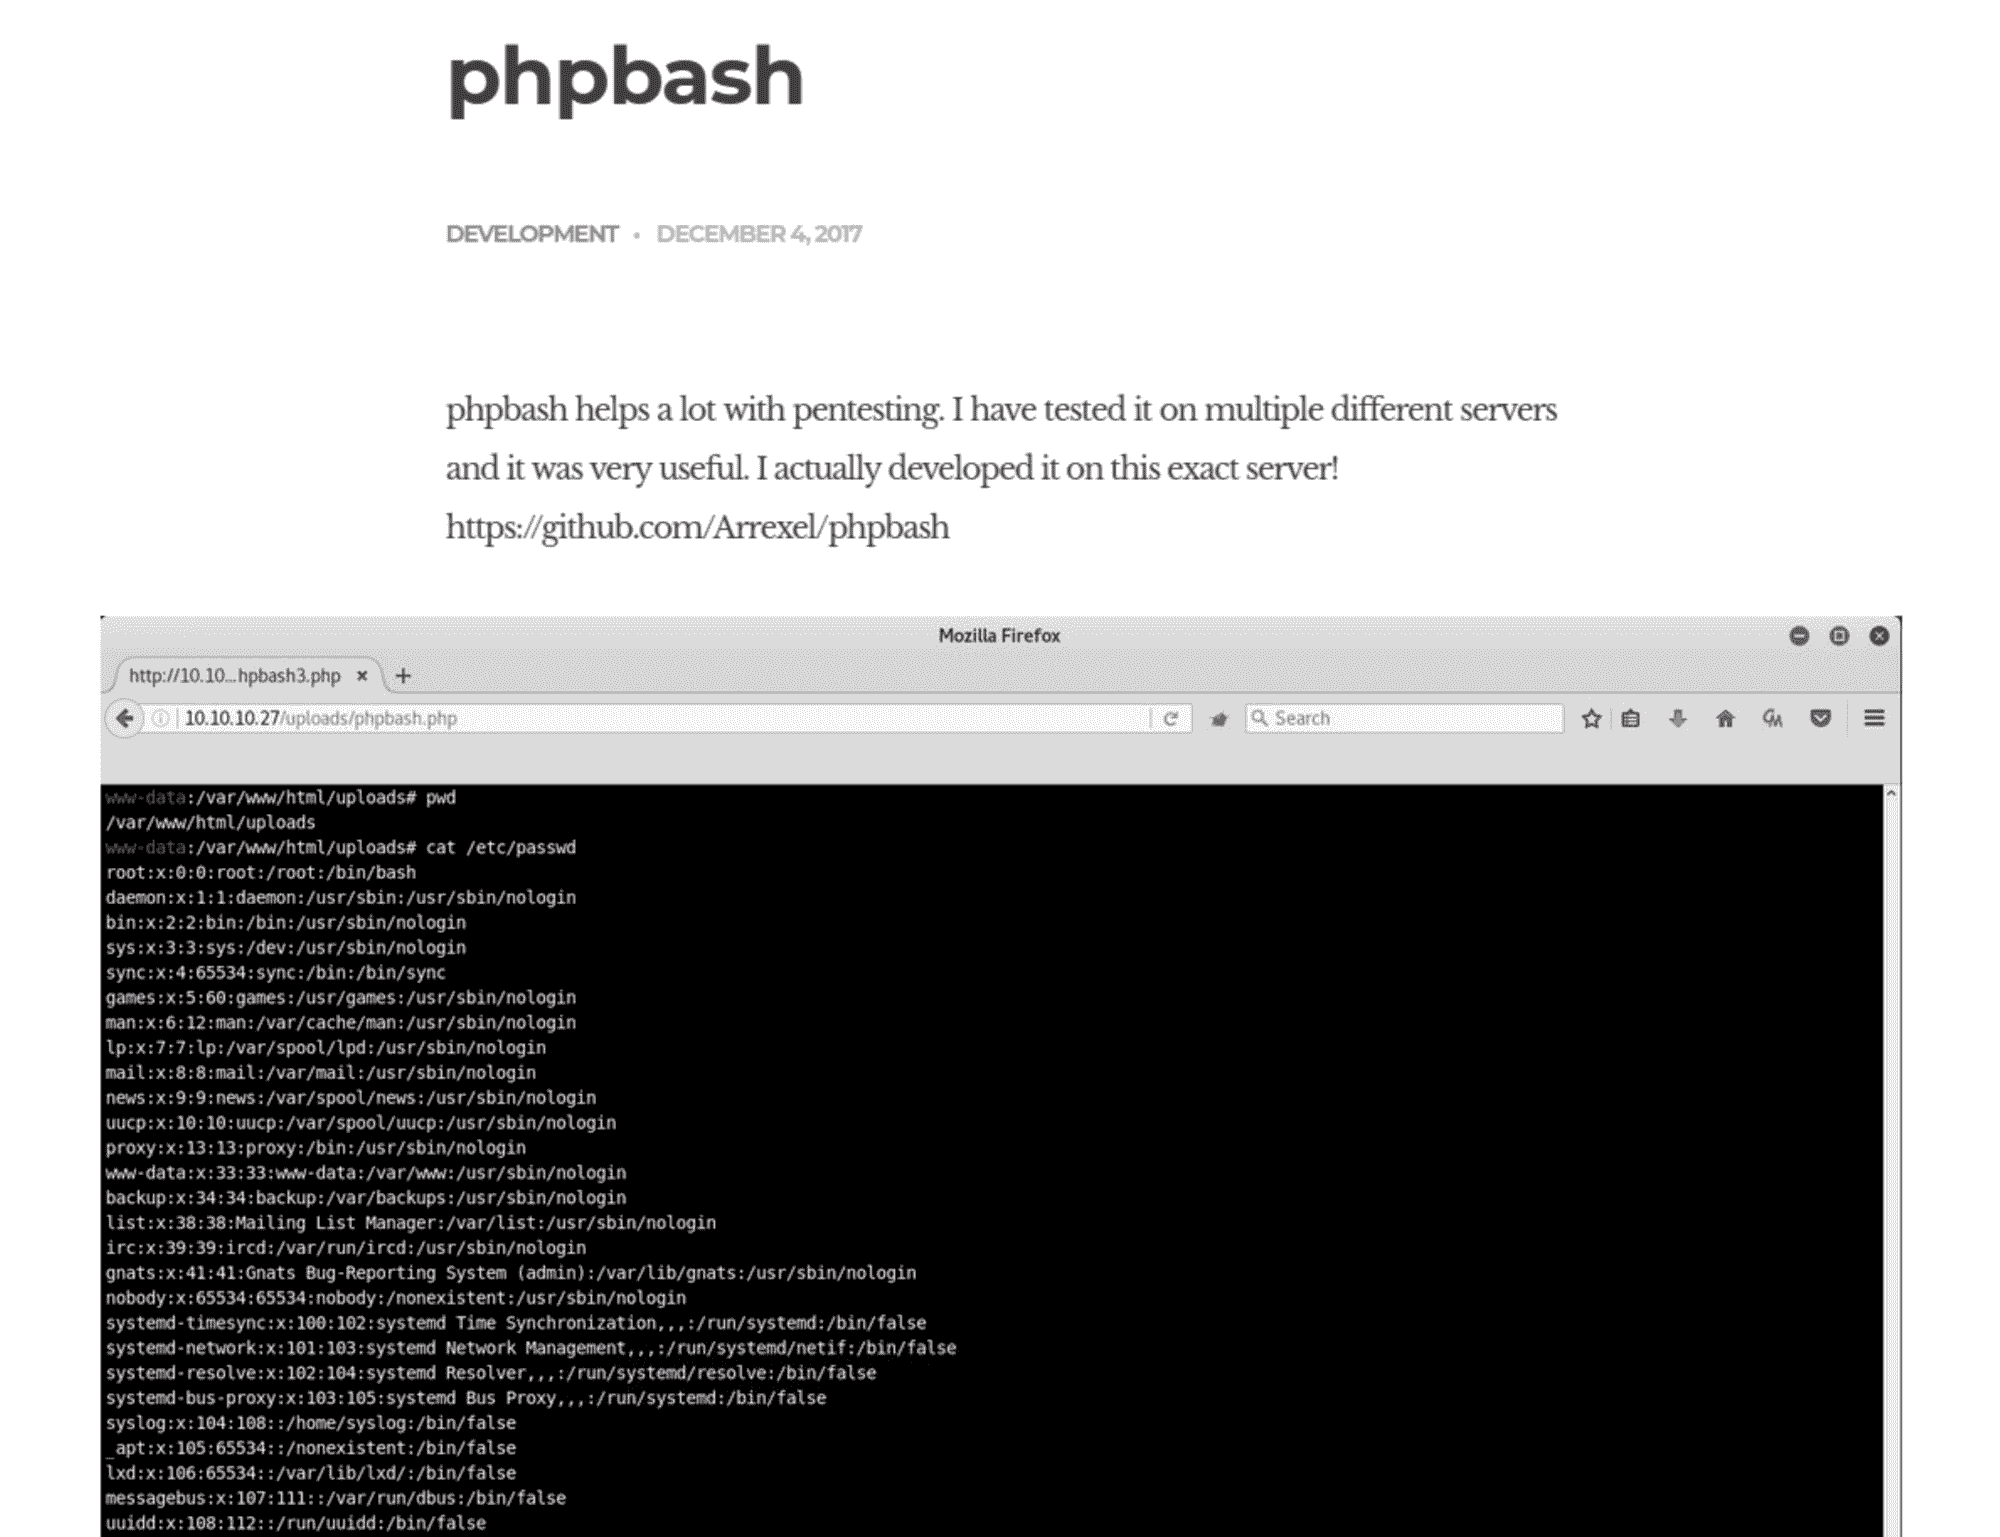 phpbash
DEVELOPMENT • DECEMBER 4, 2017
phpbash helps a lot with pentesting. I have tested it on multiple different servers
and it was very useful. I actually developed it on this exact server!
https://github.com/Arrexel/phpbash
Mozilla Firefox
http://10.10...hpbash3.php
10.10.10.27/uploads/phpbash.php
Search
www-data:/var/www/html/uploads# pwd
/var/www/html/uploads
www-data:/var/www/html/uploads# cat /etc/passwd
root:x:0:0:root:/root:/bin/bash
daemon:x:1:1:daemon:/usr/sbin:/usr/sbin/nologin
bin:x:2:2:bin:/bin:/usr/sbin/nologin
sys:x:3:3:sys:/dev:/usr/sbin/nologin
sync:x:4:65534:sync:/bin:/bin/sync
games:x:5:60:games:/usr/games:/usr/sbin/nologin
man:x:6:12:man:/var/cache/man:/usr/sbin/nologin
lp:x:7:7:lp:/var/spool/lpd:/usr/sbin/nologin
mail:x:8:8:mail:/var/mail:/usr/sbin/nologin
news:x:9:9:news:/var/spool/news:/usr/sbin/nologin
uucp:x:10:10:uucp:/var/spool/uucp:/usr/sbin/nologin
proxy:x:13:13:proxy:/bin:/usr/sbin/nologin
www-data:x:33:33:www-data:/var/www:/usr/sbin/nologin
backup:x:34:34:backup:/var/backups:/usr/sbin/nologin
list:x:38:38:Mailing List Manager:/var/list:/usr/sbin/nologin
irc:x:39:39:ircd:/var/run/ircd:/usr/sbin/nologin
gnats:x:41:41:Gnats Bug-Reporting System (admin):/var/lib/gnats:/usr/sbin/nologin
nobody:x:65534:65534:nobody:/nonexistent:/usr/sbin/nologin
systemd-timesync:x:100:102:systemd Time Synchronization,,,:/run/systemd:/bin/false
systemd-network:x:101:103:systemd Network Management,,,:/run/systemd/netif:/bin/false
systemd-resolve:x:102:104:systemd Resolver,,,:/run/systemd/resolve:/bin/false
systemd-bus-proxy:x:103:105:systemd Bus Proxy,,,:/run/systemd:/bin/false
syslog:x:104:108::/home/syslog:/bin/false
_apt:x:105:65534::/nonexistent:/bin/false
lxd:x:106:65534::/var/lib/lxd/:/bin/false
messagebus:x:107:111::/var/run/dbus:/bin/false
uuidd:x:108:112::/run/uuidd:/bin/false